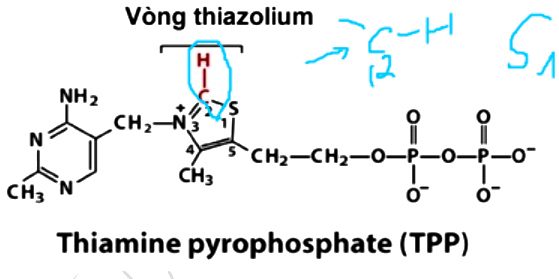 Vòng thiazolium
H
C
2
S
1
N
+
3
4
5
NH2
N
N
CH3
CH2
CH3
CH2—CH2—O—P—O—P—O–
O
O
O–
O–
Thiamine pyrophosphate (TPP)